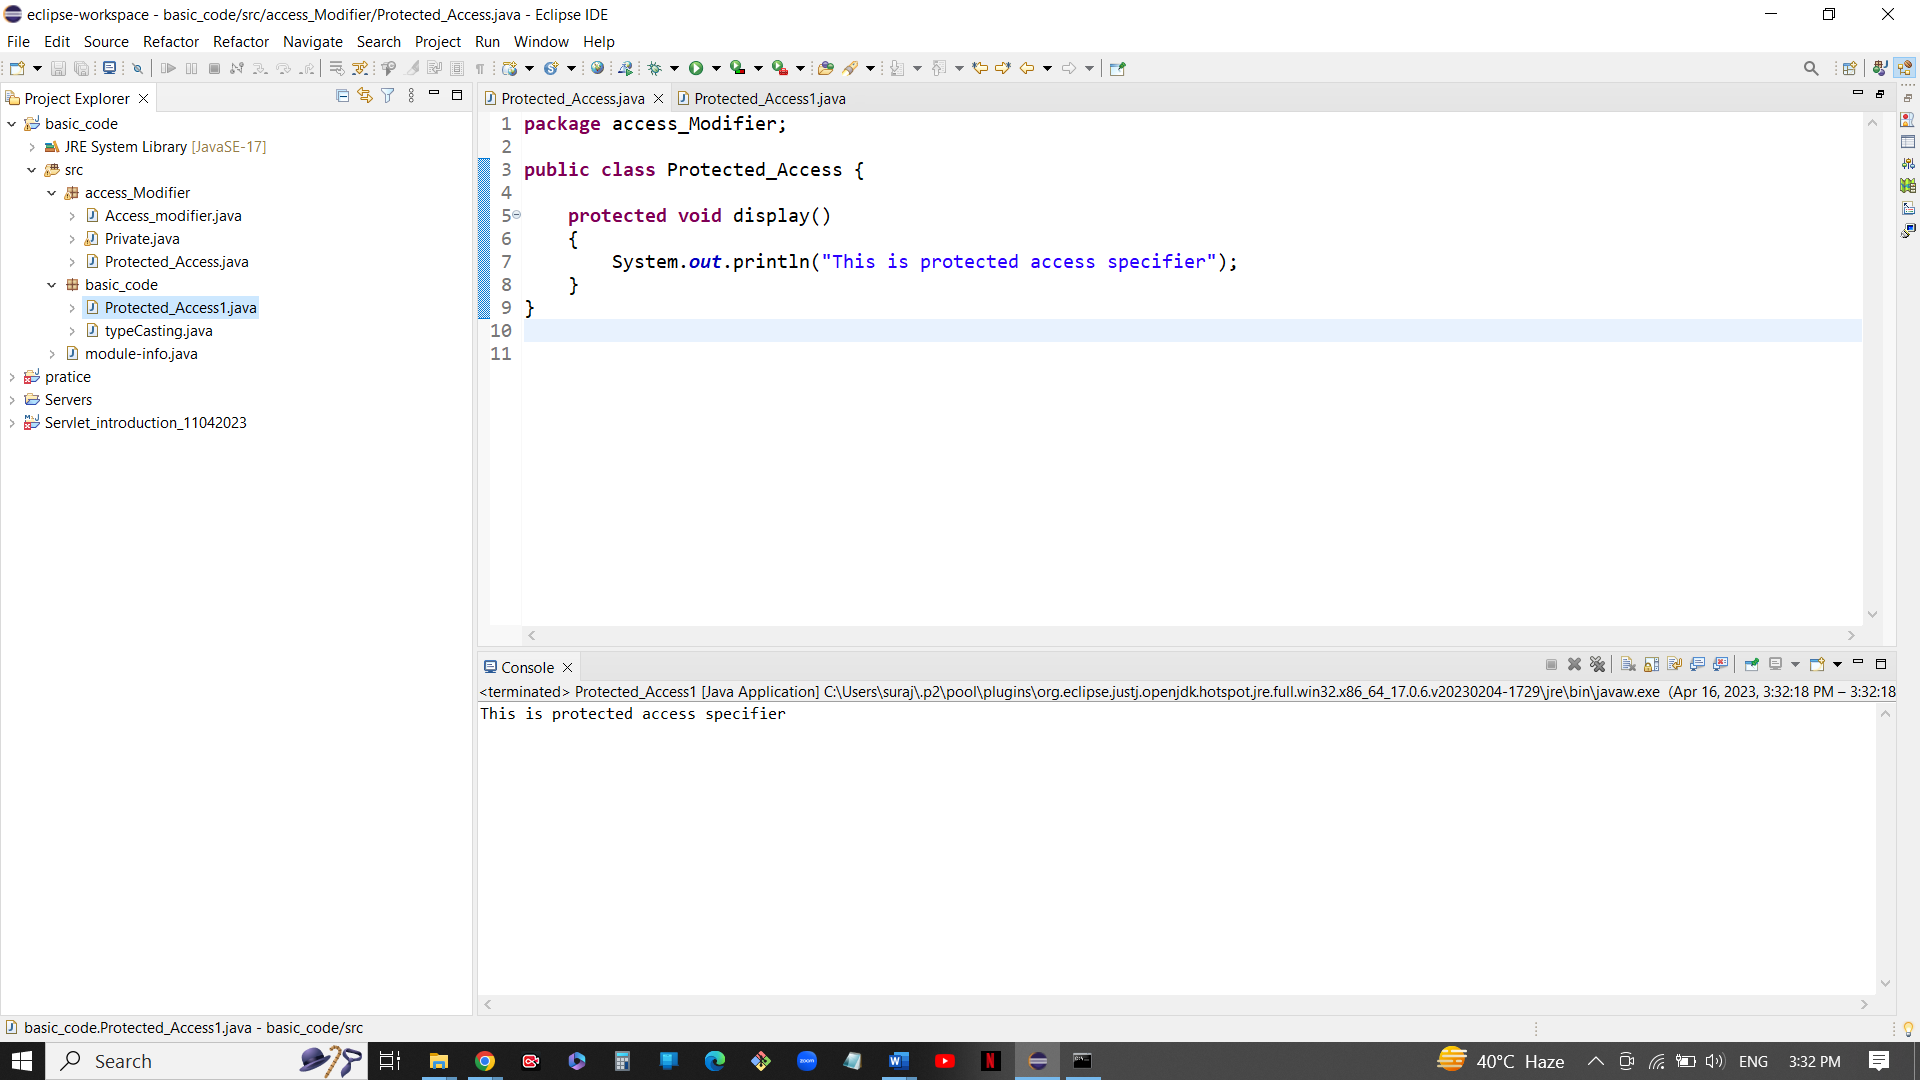 eclipse-workspace - basic_code/src/access_Modifier/Protected_Access.java - Eclipse IDE
File Edit Source Refactor Refactor Navigate Search Project Run Window Help
Project Explorer
basic_code
JRE System Library [JavaSE-17]
src
access_Modifier
Access_modifier.java
Private.java
Protected_Access.java
basic_code
Protected_Access1.java
typeCasting.java
module-info.java
pratice
Servers
Servlet_introduction_11042023
Protected_Access.java Protected_Access1.java
1 package access_Modifier;
2
3 public class Protected_Access {
4
5 protected void display()
6 {
7 System.out.println("This is protected access specifier");
8 }
9 }
10
11
Console
<terminated> Protected_Access1 [Java Application] C:\Users\suraj\.p2\pool\plugins\org.eclipse.justj.openjdk.hotspot.jre.full.win32.x86_64_17.0.6.v20230204-1729\jre\bin\javaw.exe (Apr 16, 2023, 3:32:18 PM – 3:32:18
This is protected access specifier
basic_code.Protected_Access1.java - basic_code/src
Search
40°C Haze
ENG
3:32 PM